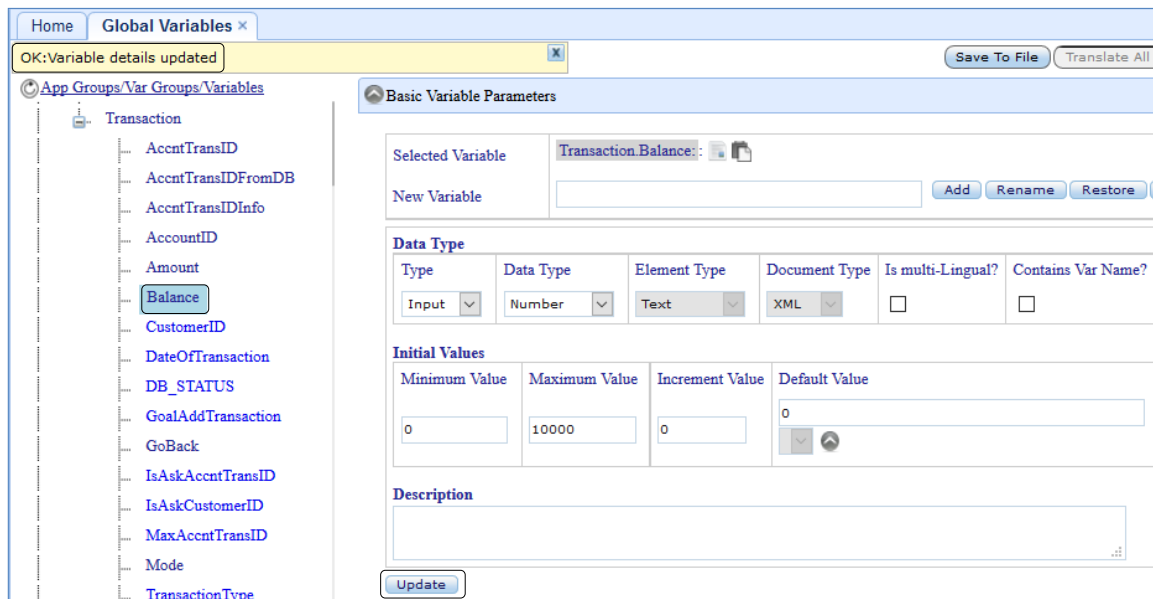 Home Global Variables ×
OK:Variable details updated x
Save To File Translate All
App Groups/Var Groups/Variables
Basic Variable Parameters
Transaction
AccntTransID
AccntTransIDFromDB
AccntTransIDInfo
AccountID
Amount
Balance
CustomerID
DateOfTransaction
DB_STATUS
GoalAddTransaction
GoBack
IsAskAccntTransID
IsAskCustomerID
MaxAccntTransID
Mode
TransactionType
Selected Variable Transaction.Balance: :
New Variable Add Rename Restore
Data Type
Type Data Type Element Type Document Type Is multi-Lingual? Contains Var Name?
Input Number Text XML
Initial Values
Minimum Value Maximum Value Increment Value Default Value
0 10000 0 0
Description
Update